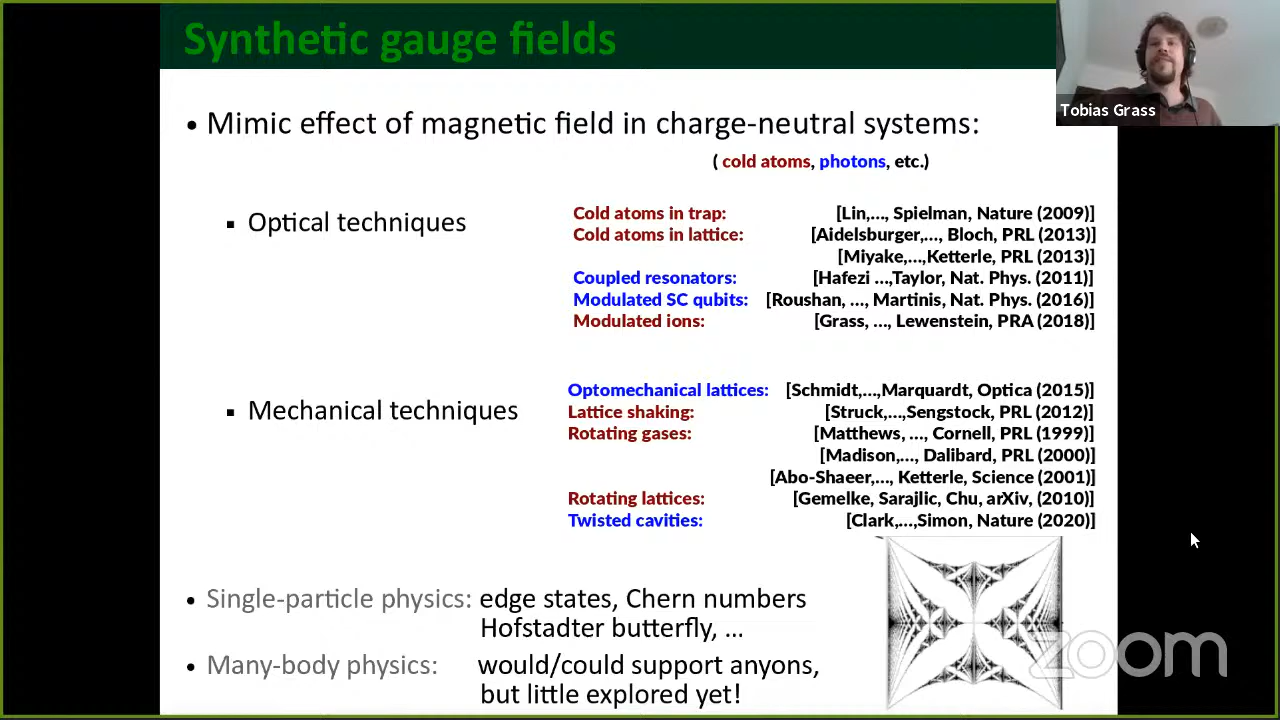 Synthetic gauge fields
Tobias Grass
• Mimic effect of magnetic field in charge-neutral systems:
( cold atoms, photons, etc.)
▪ Optical techniques
Cold atoms in trap: [Lin,..., Spielman, Nature (2009)]
Cold atoms in lattice: [Aidelsburger,..., Bloch, PRL (2013)]
[Miyake,...,Ketterle, PRL (2013)]
Coupled resonators: [Hafezi ...,Taylor, Nat. Phys. (2011)]
Modulated SC qubits: [Roushan, ..., Martinis, Nat. Phys. (2016)]
Modulated ions: [Grass, ..., Lewenstein, PRA (2018)]
▪ Mechanical techniques
Optomechanical lattices: [Schmidt,...,Marquardt, Optica (2015)]
Lattice shaking: [Struck,...,Sengstock, PRL (2012)]
Rotating gases: [Matthews, ..., Cornell, PRL (1999)]
[Madison,..., Dalibard, PRL (2000)]
[Abo-Shaeer,..., Ketterle, Science (2001)]
Rotating lattices: [Gemelke, Sarajlic, Chu, arXiv, (2010)]
Twisted cavities: [Clark,...,Simon, Nature (2020)]
• Single-particle physics: edge states, Chern numbers
Hofstadter butterfly, ...
• Many-body physics: would/could support anyons,
but little explored yet!
zoom